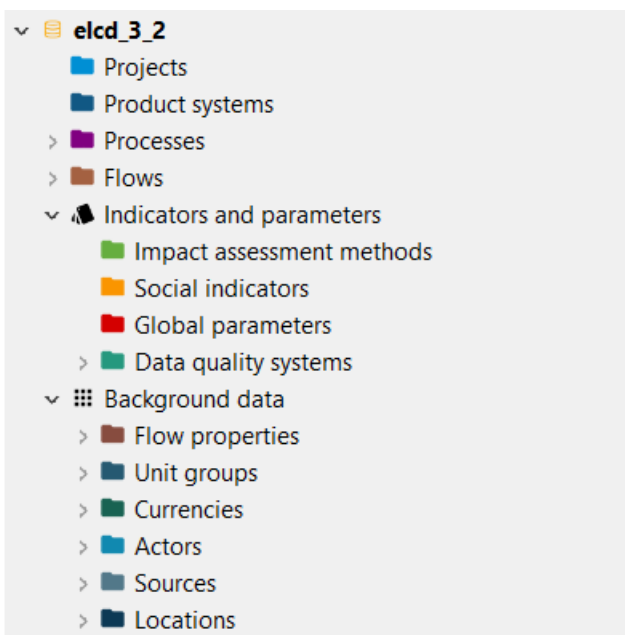 elcd_3_2
Projects
Product systems
Processes
Flows
Indicators and parameters
Impact assessment methods
Social indicators
Global parameters
Data quality systems
Background data
Flow properties
Unit groups
Currencies
Actors
Sources
Locations